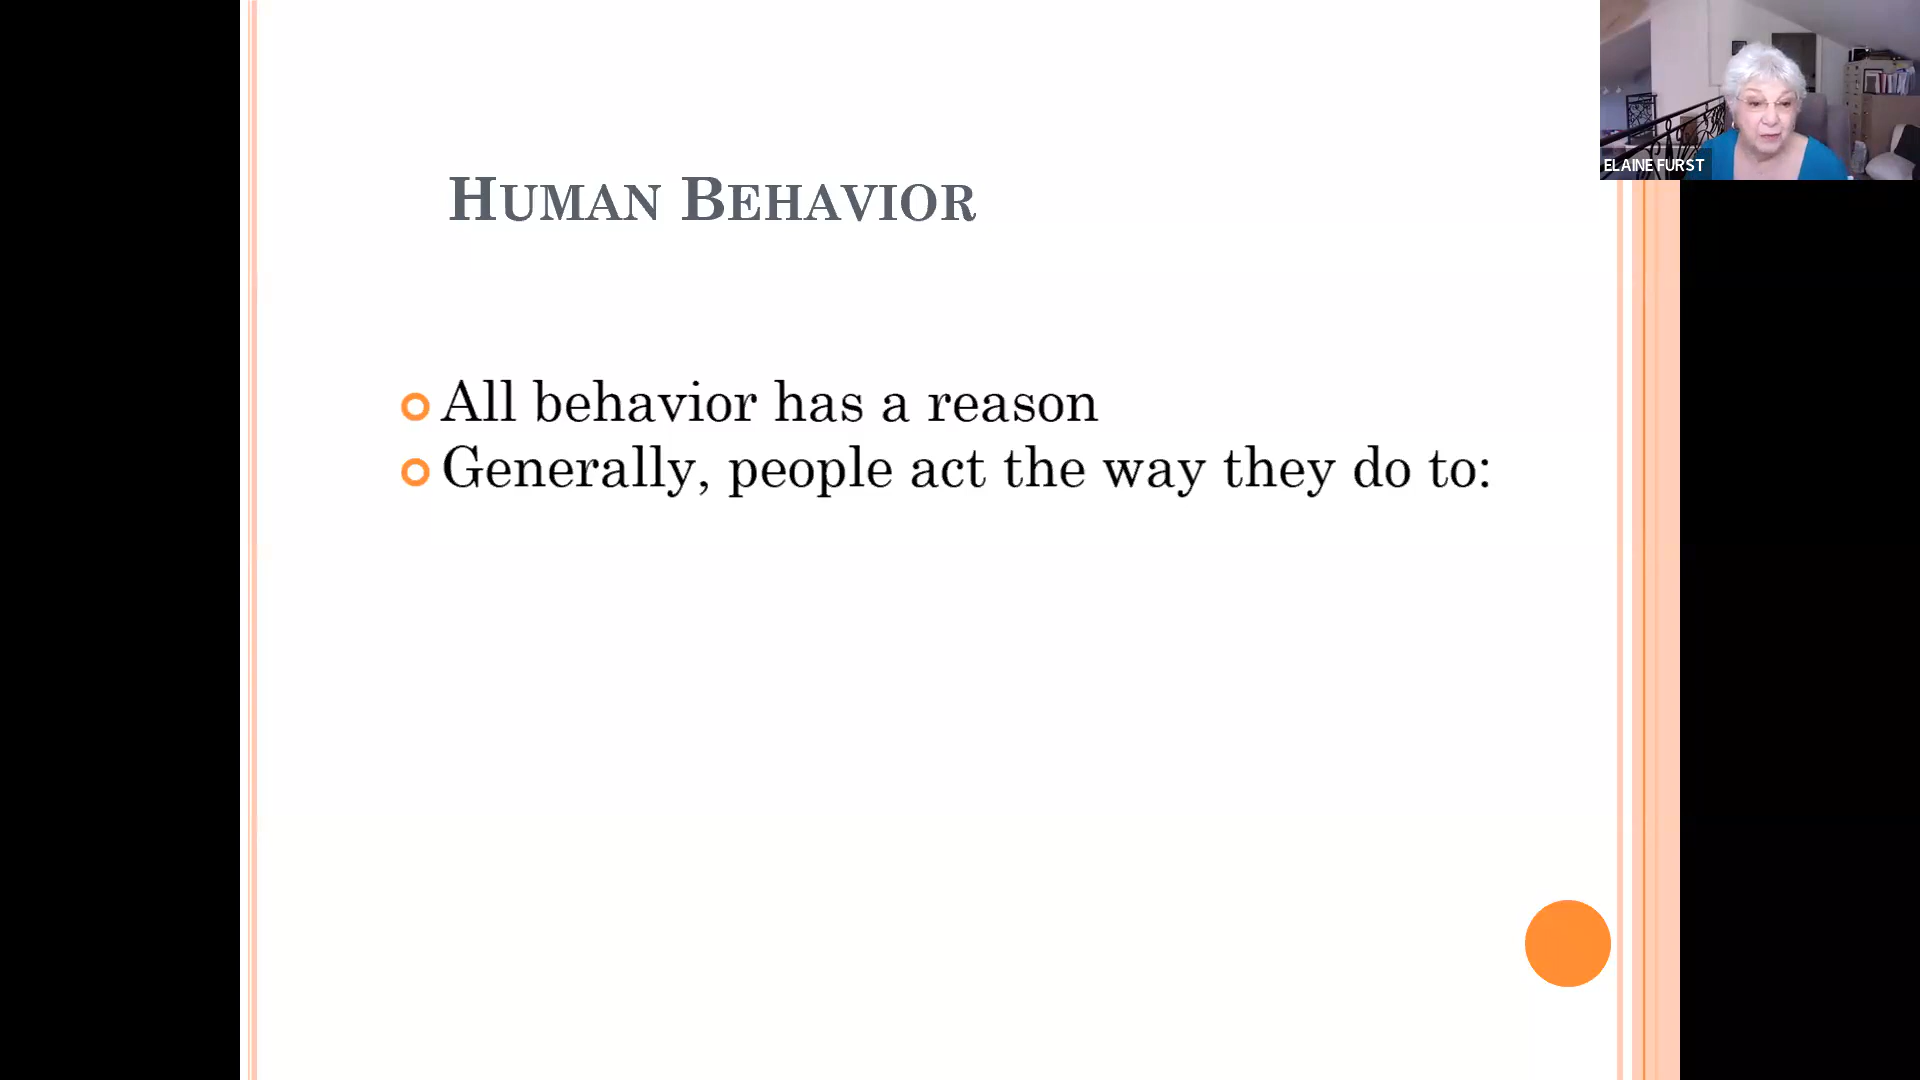 HUMAN BEHAVIOR
All behavior has a reason
Generally, people act the way they do to:
ELAINE FURST